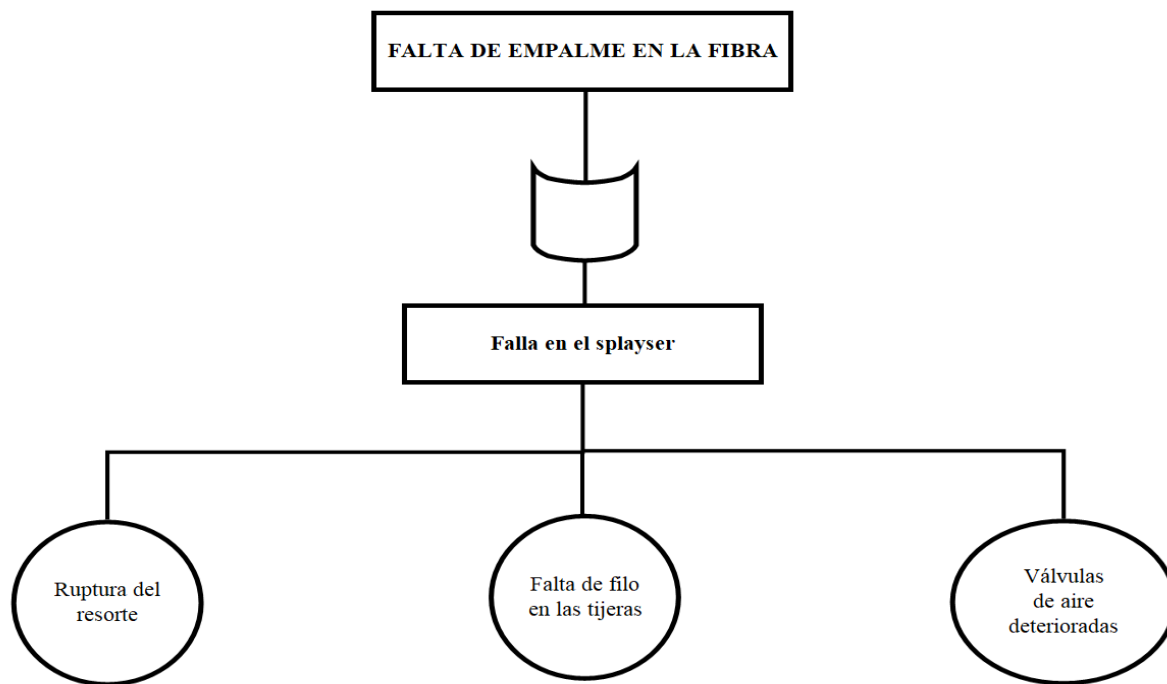 FALTA DE EMPALME EN LA FIBRA
Falla en el splayser
Ruptura del
resorte
Falta de filo
en las tijeras
Válvulas
de aire
deterioradas